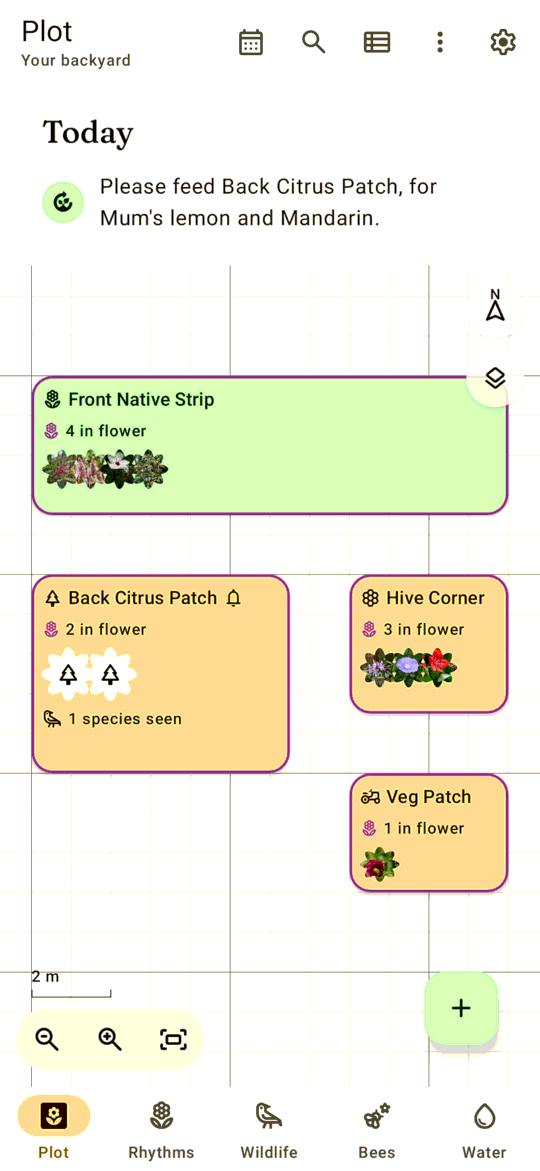 Plot
Your backyard
Today
Please feed Back Citrus Patch, for
Mum's lemon and Mandarin.
N
Front Native Strip
4 in flower
Back Citrus Patch
2 in flower
1 species seen
Hive Corner
3 in flower
Veg Patch
1 in flower
2 m
Plot
Rhythms
Wildlife
Bees
Water